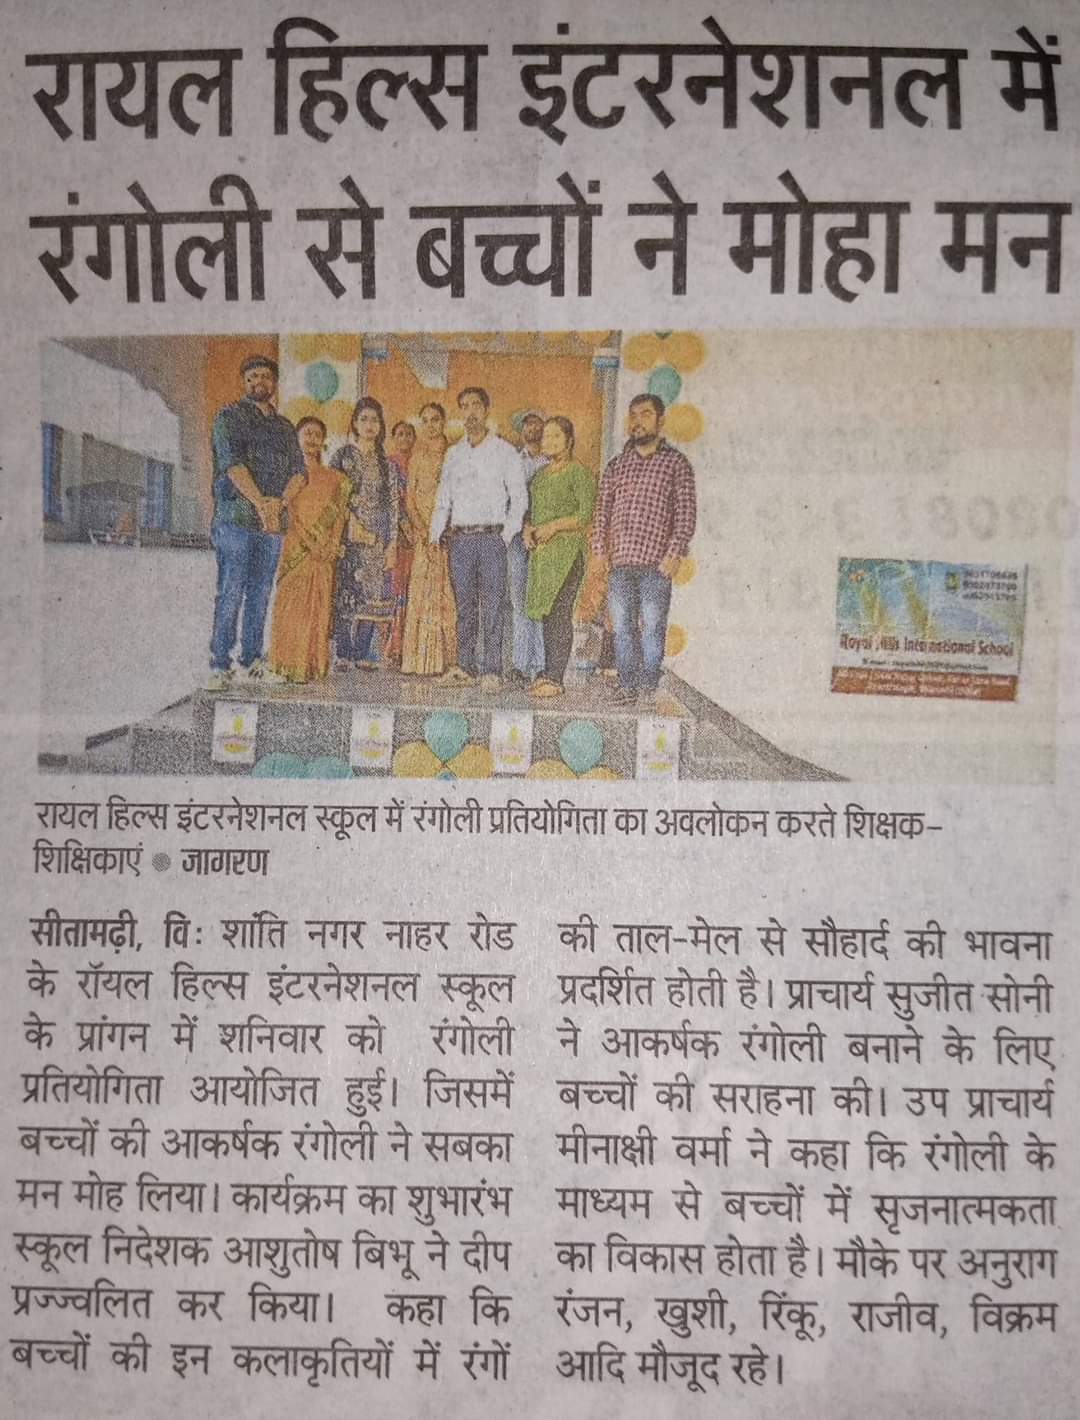 रायल हिल्स इंटरनेशनल में
रंगोली से बच्चों ने मोहा मन
Royal Hills International School
रायल हिल्स इंटरनेशनल स्कूल में रंगोली प्रतियोगिता का अवलोकन करते शिक्षक-
शिक्षिकाएं ● जागरण
सीतामढ़ी, वि: शांति नगर नाहर रोड
के रॉयल हिल्स इंटरनेशनल स्कूल
के प्रांगन में शनिवार को रंगोली
प्रतियोगिता आयोजित हुई। जिसमें
बच्चों की आकर्षक रंगोली ने सबका
मन मोह लिया। कार्यक्रम का शुभारंभ
स्कूल निदेशक आशुतोष बिभू ने दीप
प्रज्ज्वलित कर किया। कहा कि
बच्चों की इन कलाकृतियों में रंगों
की ताल-मेल से सौहार्द की भावना
प्रदर्शित होती है। प्राचार्य सुजीत सोनी
ने आकर्षक रंगोली बनाने के लिए
बच्चों की सराहना की। उप प्राचार्य
मीनाक्षी वर्मा ने कहा कि रंगोली के
माध्यम से बच्चों में सृजनात्मकता
का विकास होता है। मौके पर अनुराग
रंजन, खुशी, रिंकू, राजीव, विक्रम
आदि मौजूद रहे।